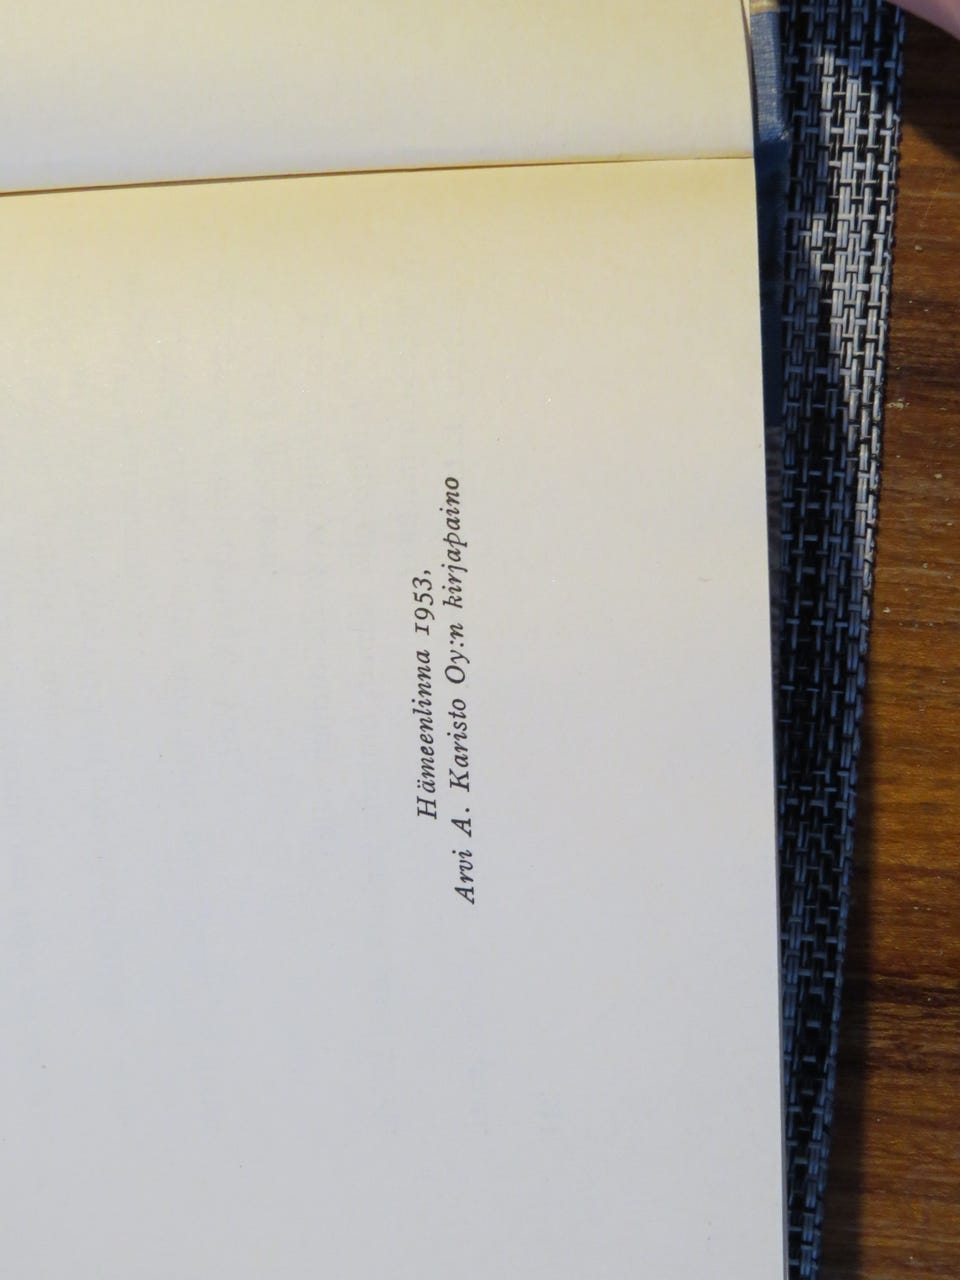 Hämeenlinna 1953,
Arvi A. Karisto Oy:n kirjapaino